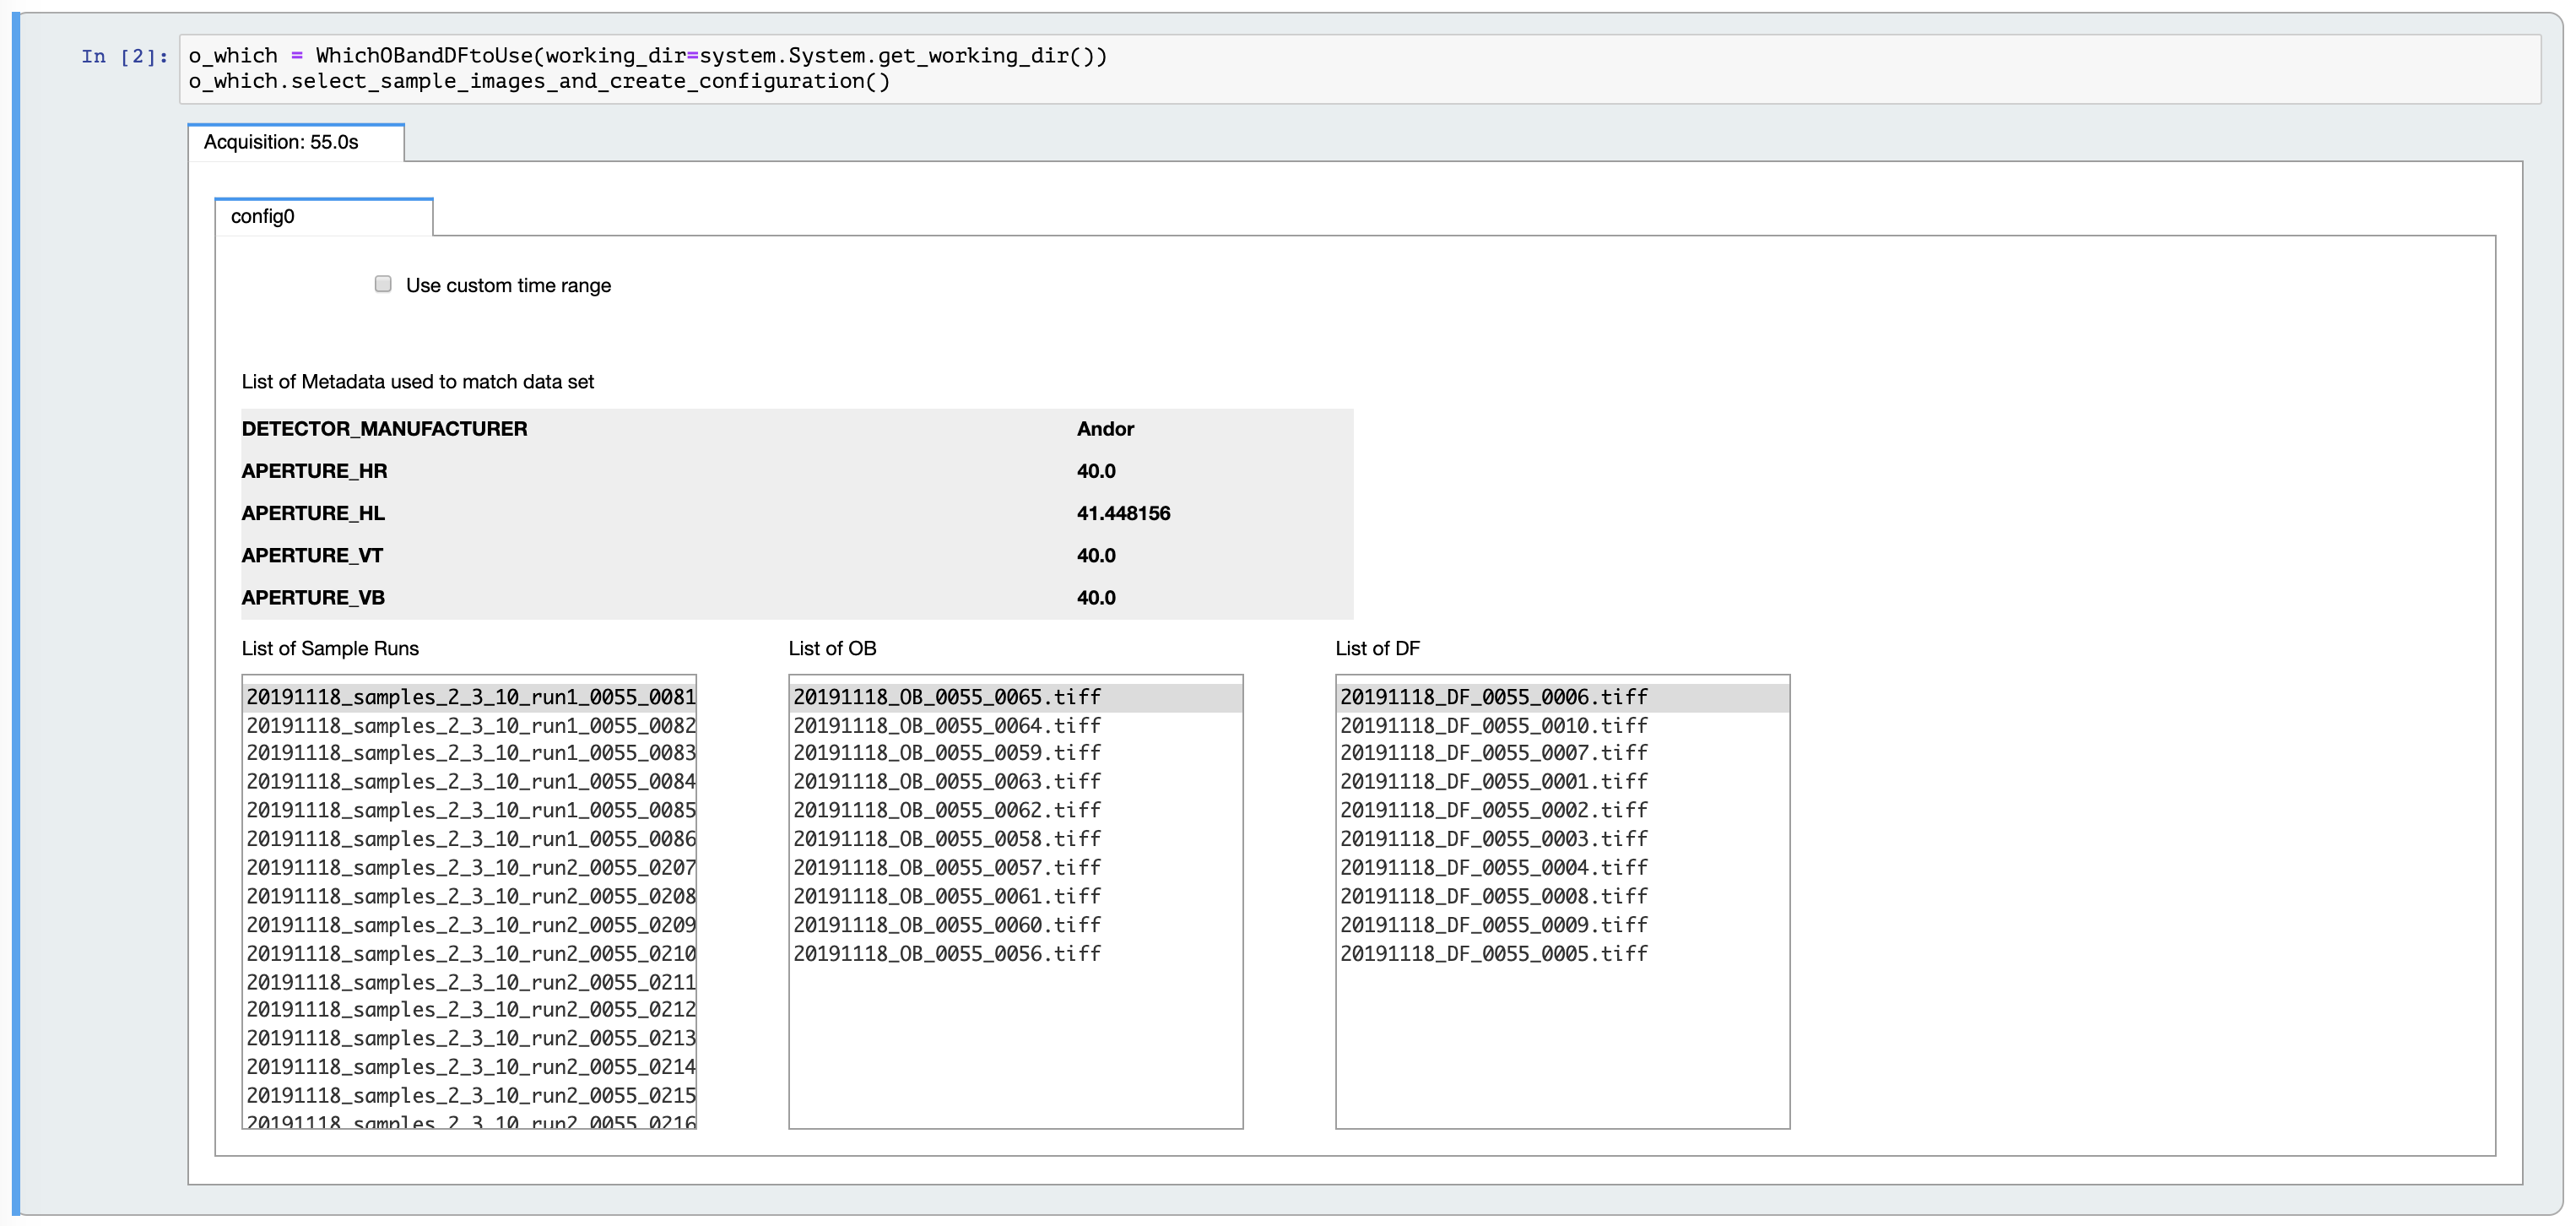 In [2]:
o_which = WhichOBandDFtoUse(working_dir=system.System.get_working_dir())
o_which.select_sample_images_and_create_configuration()
Acquisition: 55.0s
config0
Use custom time range
List of Metadata used to match data set
DETECTOR_MANUFACTURER Andor
APERTURE_HR 40.0
APERTURE_HL 41.448156
APERTURE_VT 40.0
APERTURE_VB 40.0
List of Sample Runs
20191118_samples_2_3_10_run1_0055_0081
20191118_samples_2_3_10_run1_0055_0082
20191118_samples_2_3_10_run1_0055_0083
20191118_samples_2_3_10_run1_0055_0084
20191118_samples_2_3_10_run1_0055_0085
20191118_samples_2_3_10_run1_0055_0086
20191118_samples_2_3_10_run2_0055_0207
20191118_samples_2_3_10_run2_0055_0208
20191118_samples_2_3_10_run2_0055_0209
20191118_samples_2_3_10_run2_0055_0210
20191118_samples_2_3_10_run2_0055_0211
20191118_samples_2_3_10_run2_0055_0212
20191118_samples_2_3_10_run2_0055_0213
20191118_samples_2_3_10_run2_0055_0214
20191118_samples_2_3_10_run2_0055_0215
20191118_samples_2_3_10_run2_0055_0216
List of OB
20191118_OB_0055_0065.tiff
20191118_OB_0055_0064.tiff
20191118_OB_0055_0059.tiff
20191118_OB_0055_0063.tiff
20191118_OB_0055_0062.tiff
20191118_OB_0055_0058.tiff
20191118_OB_0055_0057.tiff
20191118_OB_0055_0061.tiff
20191118_OB_0055_0060.tiff
20191118_OB_0055_0056.tiff
List of DF
20191118_DF_0055_0006.tiff
20191118_DF_0055_0010.tiff
20191118_DF_0055_0007.tiff
20191118_DF_0055_0001.tiff
20191118_DF_0055_0002.tiff
20191118_DF_0055_0003.tiff
20191118_DF_0055_0004.tiff
20191118_DF_0055_0008.tiff
20191118_DF_0055_0009.tiff
20191118_DF_0055_0005.tiff